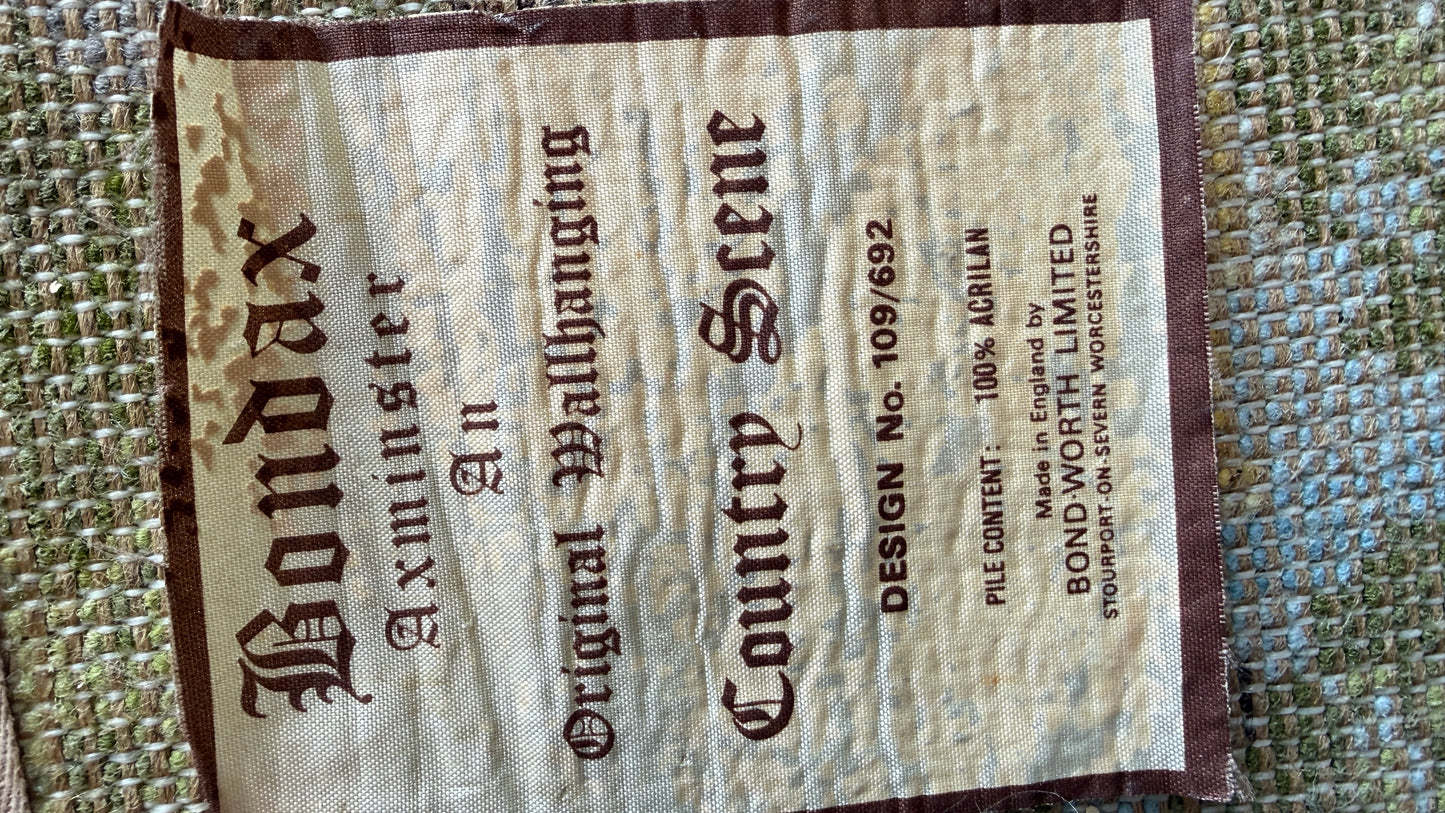 Bondax
Axminster
An
Original Wallhanging
Country Scene
DESIGN No. 109/692
PILE CONTENT: 100% ACRILAN
Made in England by
BOND-WORTH LIMITED
STOURPORT-ON-SEVERN WORCESTERSHIRE